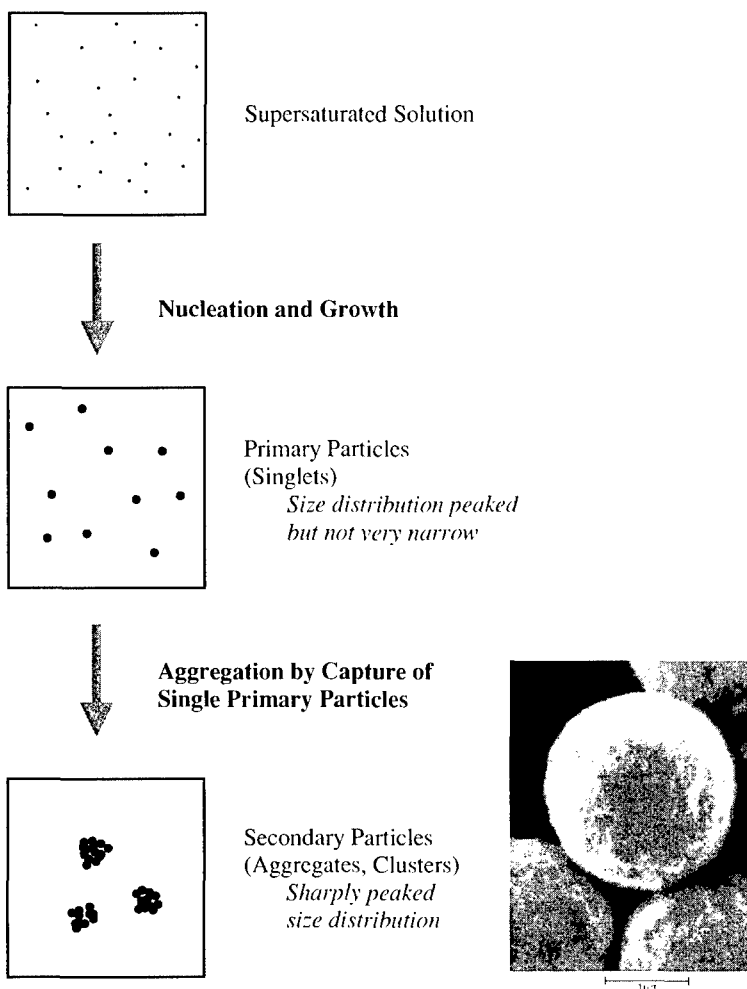 Supersaturated Solution
Nucleation and Growth
Primary Particles
(Singlets)
Size distribution peaked
but not very narrow
Aggregation by Capture of
Single Primary Particles
Secondary Particles
(Aggregates, Clusters)
Sharply peaked
size distribution